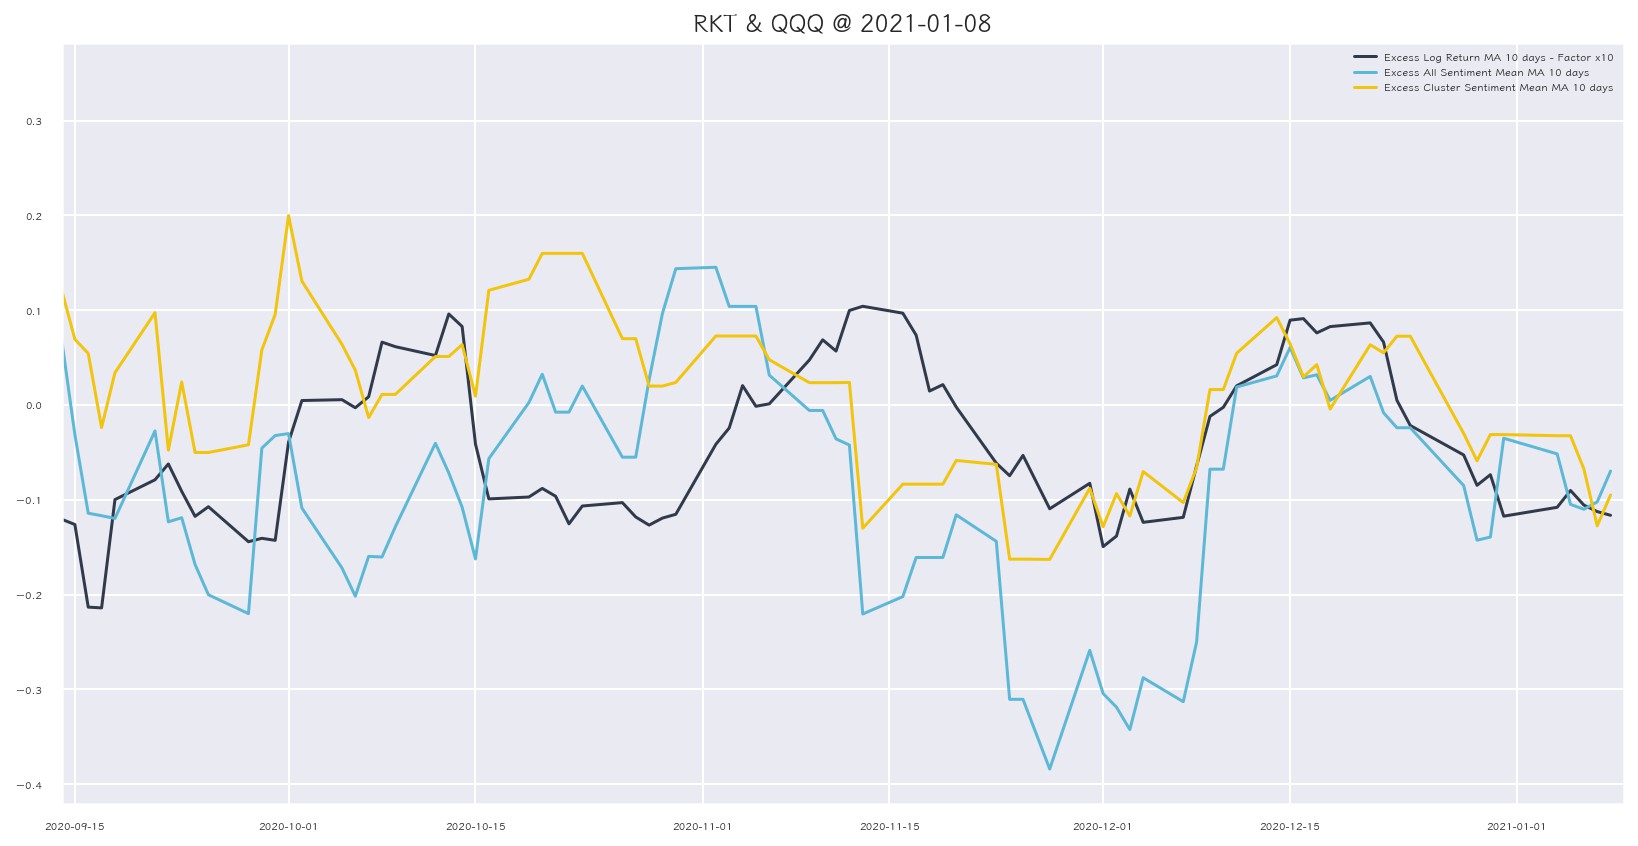 RKT & QQQ @ 2021-01-08
Excess Log Return MA 10 days - Factor x10
Excess All Sentiment Mean MA 10 days
Excess Cluster Sentiment Mean MA 10 days
0.3
0.2
0.1
0.0
−0.1
−0.2
−0.3
−0.4
2020-09-15 2020-10-01 2020-10-15 2020-11-01 2020-11-15 2020-12-01 2020-12-15 2021-01-01